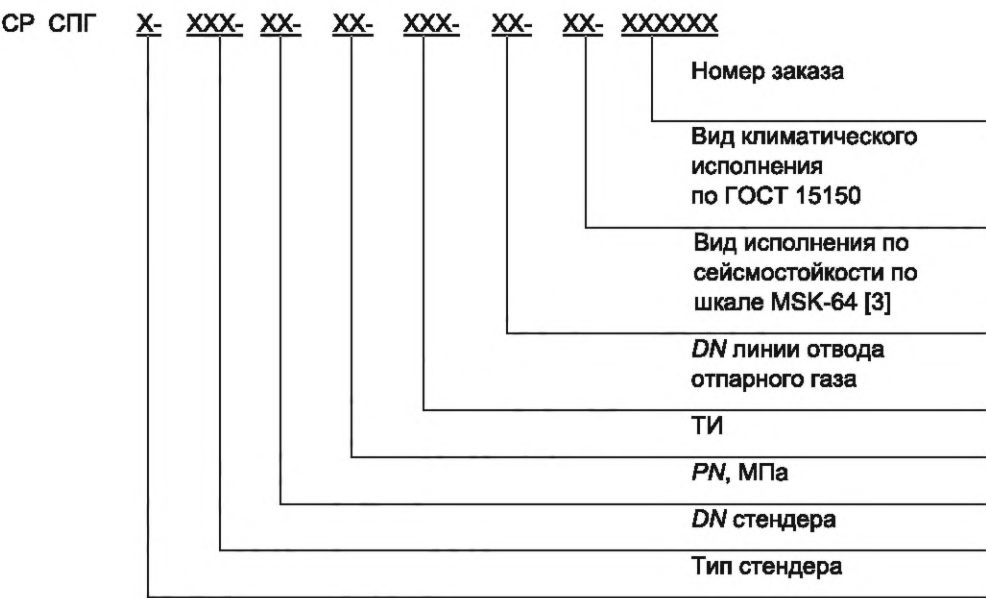 СР СПГ X- XXX- XX- XX- XXX- XX- XX- XXXXXX
Номер заказа
Вид климатического
исполнения
по ГОСТ 15150
Вид исполнения по
сейсмостойкости по
шкале MSK-64 [3]
DN линии отвода
отпарного газа
ТИ
PN, МПа
DN стендера
Тип стендера